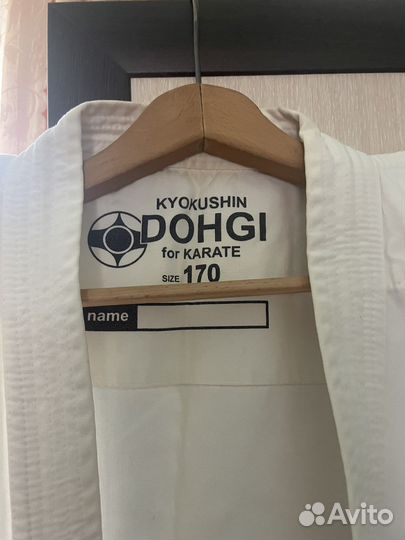 KYOKUSHIN
DOHGI
for KARATE
SIZE 170
name
Avito